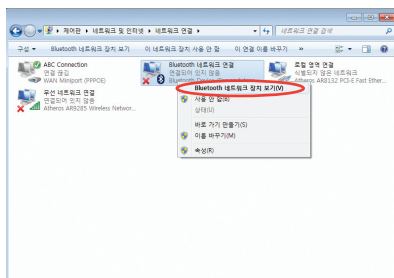 ▸ 제어판 ▸ 네트워크 및 인터넷 ▸ 네트워크 연결 ▸
네트워크 연결 검색
구성 ▼ Bluetooth 네트워크 장치 보기 이 네트워크 장치 사용 안 함 이 연결 이름 바꾸기 »
ABC Connection
연결 끊김
WAN Miniport (PPPOE)
Bluetooth 네트워크 연결
연결되어 있지 않음
Bluetooth Device
로컬 영역 연결
식별되지 않은 네트워크
Atheros AR8132 PCI-E Fast Ether...
무선 네트워크 연결
연결되어 있지 않음
Atheros AR9285 Wireless Networ...
Bluetooth 네트워크 장치 보기(V)
사용 안 함(B)
상태(U)
바로 가기 만들기(S)
이름 바꾸기(M)
속성(R)